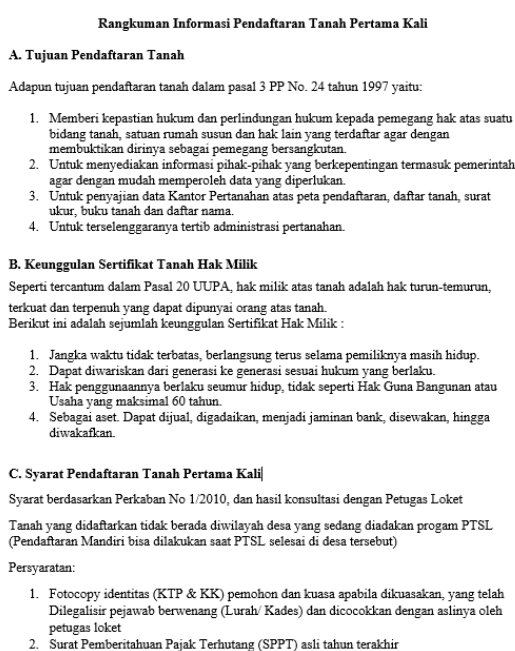 Rangkuman Informasi Pendaftaran Tanah Pertama Kali
A. Tujuan Pendaftaran Tanah
Adapun tujuan pendaftaran tanah dalam pasal 3 PP No. 24 tahun 1997 yaitu:
1. Memberi kepastian hukum dan perlindungan hukum kepada pemegang hak atas suatu
bidang tanah, satuan rumah susun dan hak lain yang terdaftar agar dengan
membuktikan dirinya sebagai pemegang bersangkutan.
2. Untuk menyediakan informasi pihak-pihak yang berkepentingan termasuk pemerintah
agar dengan mudah memperoleh data yang diperlukan.
3. Untuk penyajian data Kantor Pertanahan atas peta pendaftaran, daftar tanah, surat
ukur, buku tanah dan daftar nama.
4. Untuk terselenggaranya tertib administrasi pertanahan.
B. Keunggulan Sertifikat Tanah Hak Milik
Seperti tercantum dalam Pasal 20 UUPA, hak milik atas tanah adalah hak turun-temurun,
terkuat dan terpenuh yang dapat dipunyai orang atas tanah.
Berikut ini adalah sejumlah keunggulan Sertifikat Hak Milik :
1. Jangka waktu tidak terbatas, berlangsung terus selama pemiliknya masih hidup.
2. Dapat diwariskan dari generasi ke generasi sesuai hukum yang berlaku.
3. Hak penggunaannya berlaku seumur hidup, tidak seperti Hak Guna Bangunan atau
Usaha yang maksimal 60 tahun.
4. Sebagai aset. Dapat dijual, digadaikan, menjadi jaminan bank, disewakan, hingga
diwakafkan.
C. Syarat Pendaftaran Tanah Pertama Kali
Syarat berdasarkan Perkaban No 1/2010, dan hasil konsultasi dengan Petugas Loket
Tanah yang didaftarkan tidak berada diwilayah desa yang sedang diadakan progam PTSL
(Pendaftaran Mandiri bisa dilakukan saat PTSL selesai di desa tersebut)
Persyaratan:
1. Fotocopy identitas (KTP & KK) pemohon dan kuasa apabila dikuasakan, yang telah
Dilegalisir pejawab berwenang (Lurah/ Kades) dan dicocokkan dengan aslinya oleh
petugas loket
2. Surat Pemberitahuan Pajak Terhutang (SPPT) asli tahun terakhir